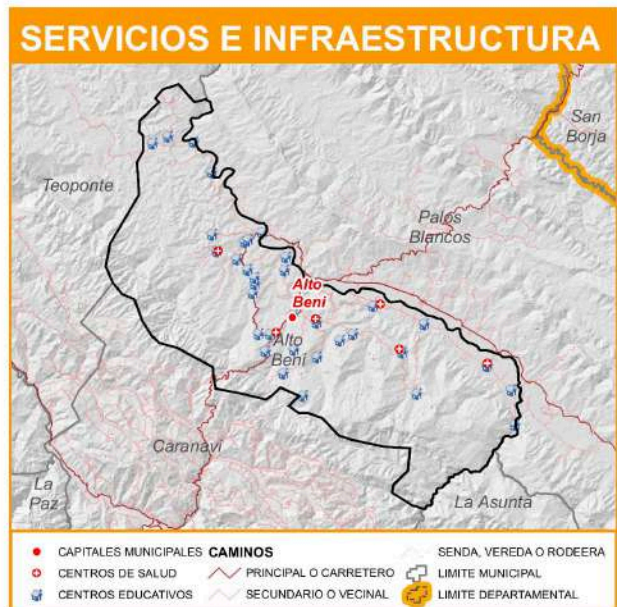 SERVICIOS E INFRAESTRUCTURA
San
Borja
Teoponte
Palos
Blancos
Alto
Beni
Alto
Beni
Caranavi
La
Paz
La Asunta
CAPITALES MUNICIPALES
CENTROS DE SALUD
CENTROS EDUCATIVOS
CAMINOS
PRINCIPAL O CARRETERO
SECUNDARIO O VECINAL
SENDA, VEREDA O RODEERA
LIMITE MUNICIPAL
LIMITE DEPARTAMENTAL